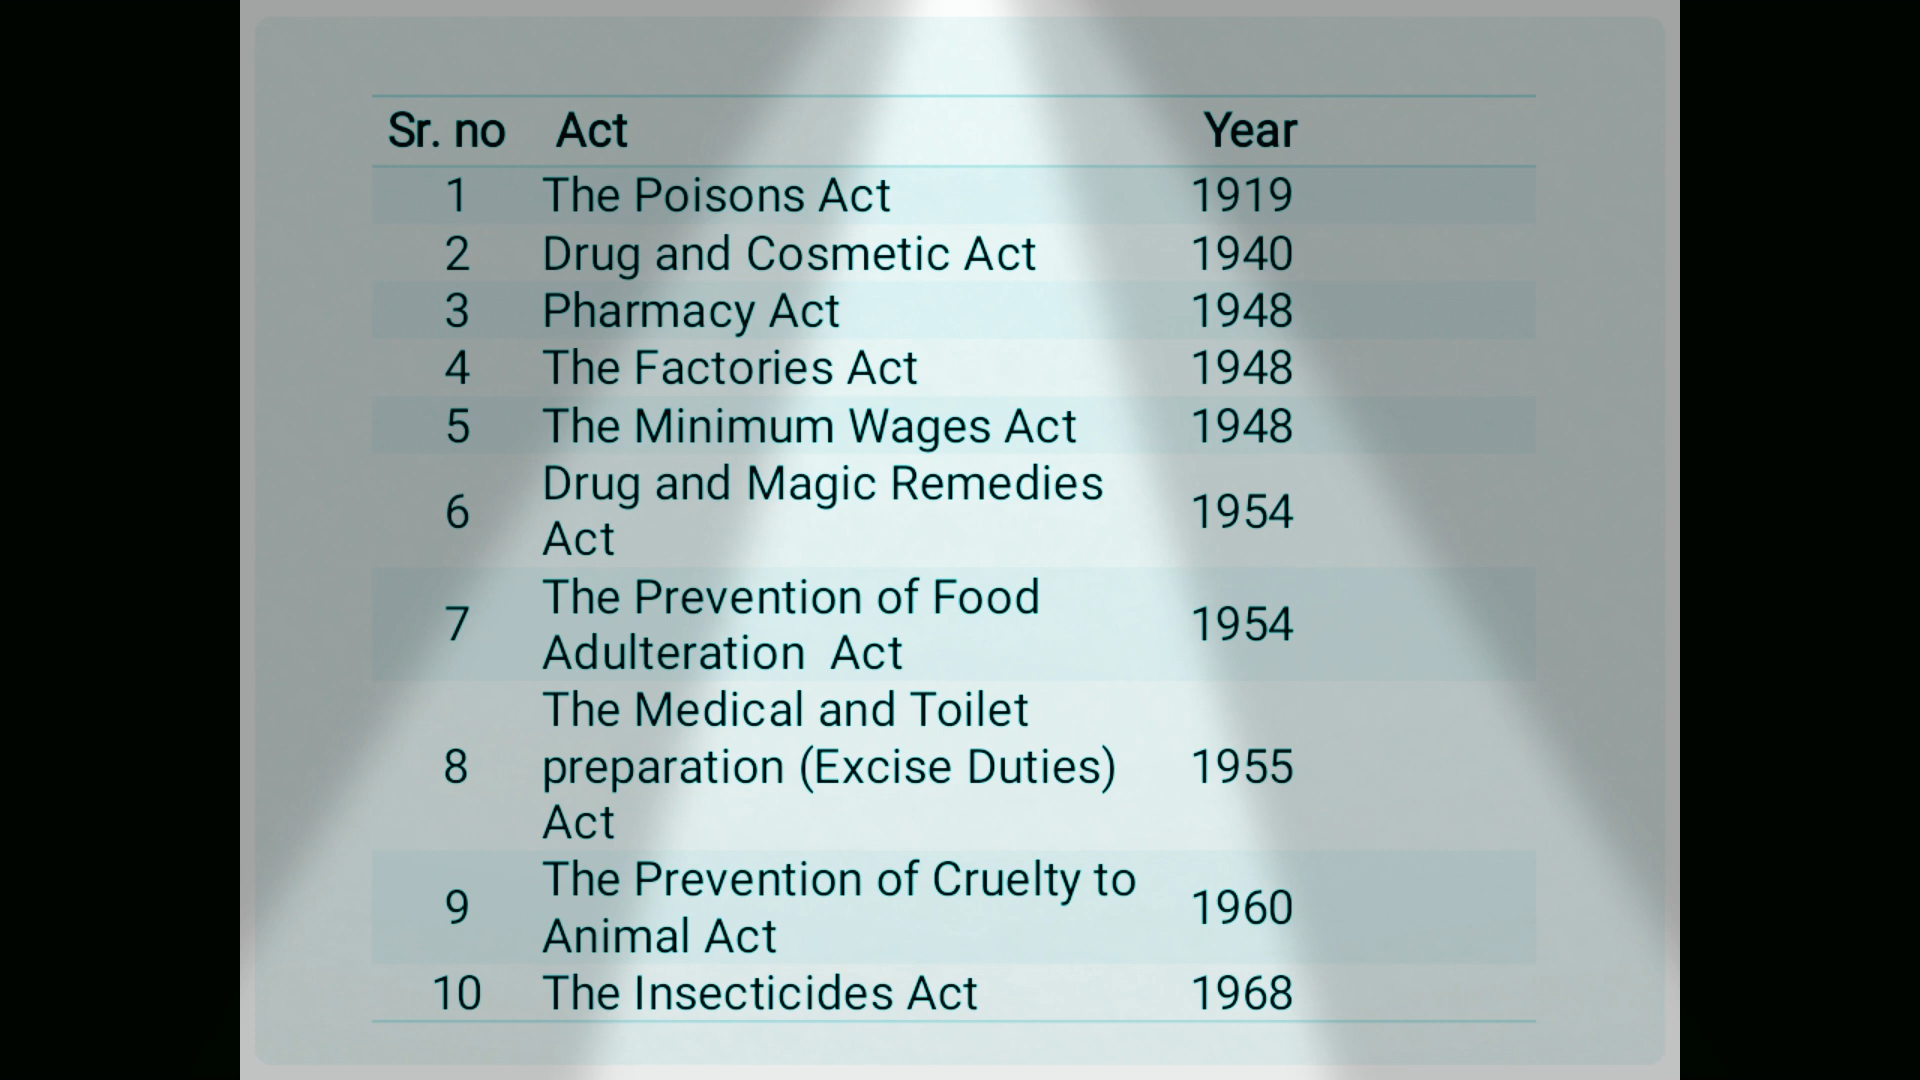 Sr. no Act Year
1 The Poisons Act 1919
2 Drug and Cosmetic Act 1940
3 Pharmacy Act 1948
4 The Factories Act 1948
5 The Minimum Wages Act 1948
6 Drug and Magic Remedies
Act 1954
7 The Prevention of Food
Adulteration Act 1954
8 The Medical and Toilet
preparation (Excise Duties)
Act 1955
9 The Prevention of Cruelty to
Animal Act 1960
10 The Insecticides Act 1968